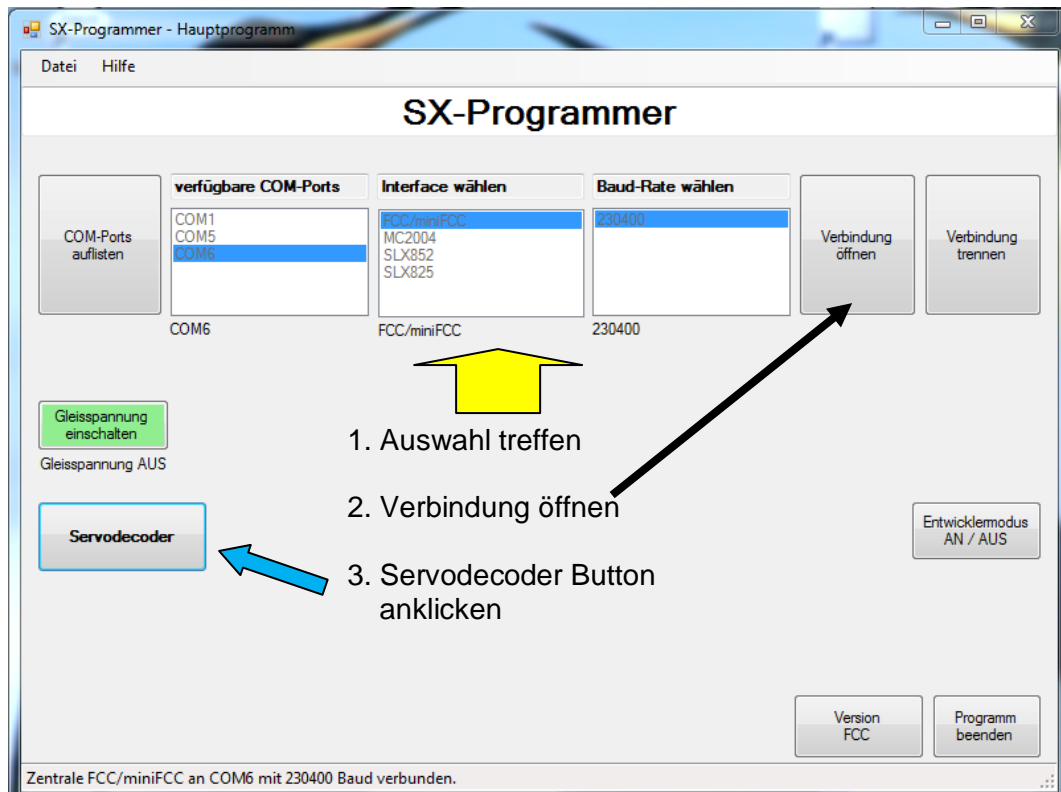 SX-Programmer - Hauptprogramm
Datei Hilfe
SX-Programmer
COM-Ports
auflisten
verfügbare COM-Ports
COM1
COM5
COM6
COM6
Interface wählen
FCC/miniFCC
MC2004
SLX852
SLX825
FCC/miniFCC
Baud-Rate wählen
230400
230400
Verbindung
öffnen
Verbindung
trennen
Gleisspannung
einschalten
Gleisspannung AUS
1. Auswahl treffen
2. Verbindung öffnen
3. Servodecoder Button
anklicken
Servodecoder
Entwicklermodus
AN / AUS
Version
FCC
Programm
beenden
Zentrale FCC/miniFCC an COM6 mit 230400 Baud verbunden.